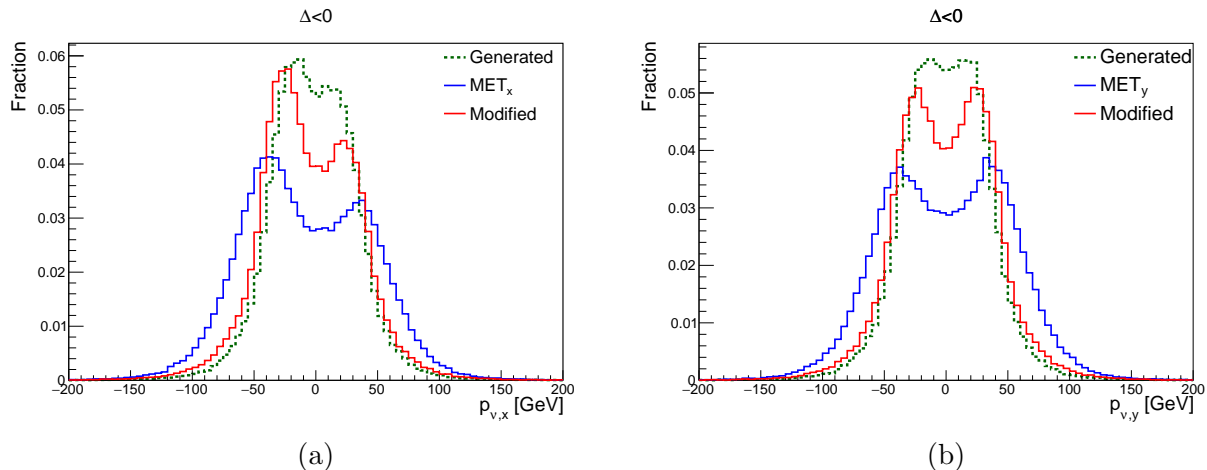 Δ<0
Fraction
0.06
0.05
0.04
0.03
0.02
0.01
0
Generated
METx
Modified
−200 −150 −100 −50 0 50 100 150 200
pν,x [GeV]
(a)
Δ<0
Fraction
0.05
0.04
0.03
0.02
0.01
0
Generated
METy
Modified
−200 −150 −100 −50 0 50 100 150 200
pν,y [GeV]
(b)